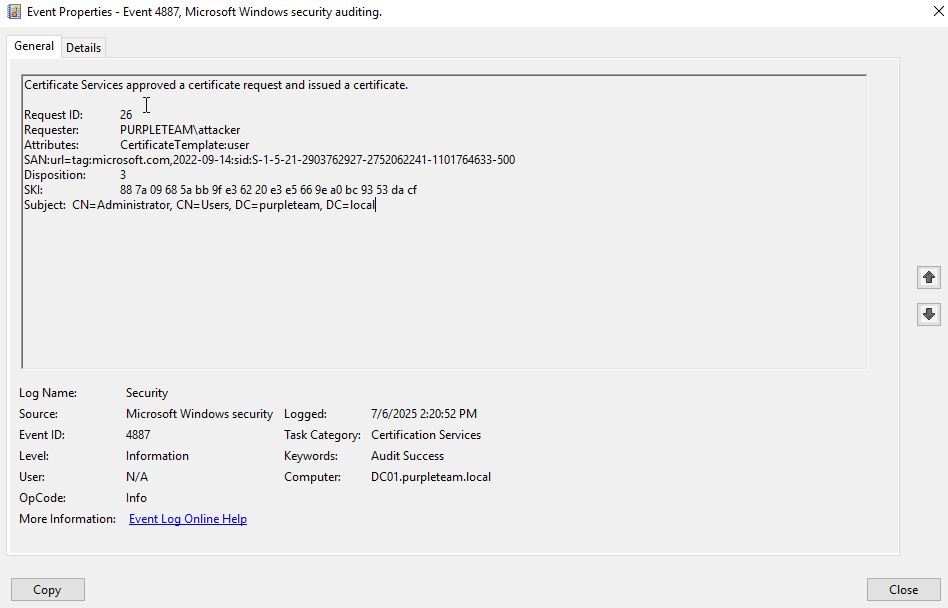 Event Properties - Event 4887, Microsoft Windows security auditing.
General Details
Certificate Services approved a certificate request and issued a certificate.
Request ID: 26
Requester: PURPLETEAM\attacker
Attributes: CertificateTemplate:user
SAN:url=tag:microsoft.com,2022-09-14:sid:S-1-5-21-2903762927-2752062241-1101764633-500
Disposition: 3
SKI: 88 7a 09 68 5a bb 9f e3 62 20 e3 e5 66 9e a0 bc 93 53 da cf
Subject: CN=Administrator, CN=Users, DC=purpleteam, DC=local
Log Name: Security
Source: Microsoft Windows security Logged: 7/6/2025 2:20:52 PM
Event ID: 4887 Task Category: Certification Services
Level: Information Keywords: Audit Success
User: N/A Computer: DC01.purpleteam.local
OpCode: Info
More Information: Event Log Online Help
Copy Close